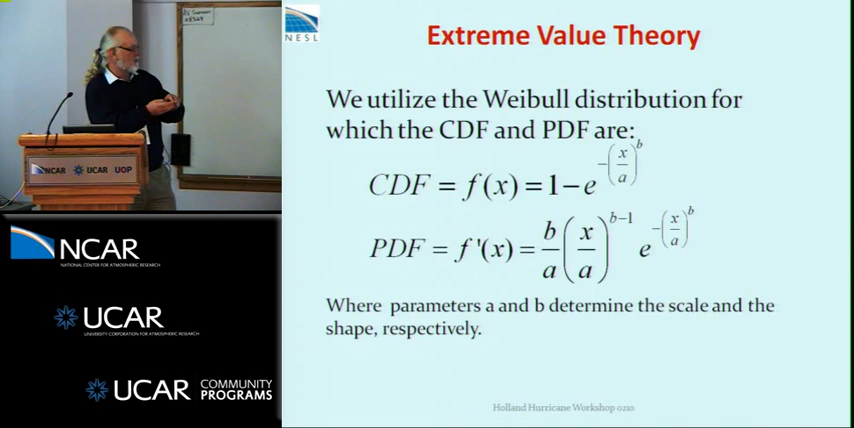 NESL
Extreme Value Theory
We utilize the Weibull distribution for
which the CDF and PDF are:
CDF = f(x) = 1 − e^{−(x/a)^b}
PDF = f '(x) = b/a (x/a)^{b−1} e^{−(x/a)^b}
Where parameters a and b determine the scale and the
shape, respectively.
Holland Hurricane Workshop 0210
NCAR UCAR UOP
NCAR
NATIONAL CENTER FOR ATMOSPHERIC RESEARCH
UCAR
UNIVERSITY CORPORATION FOR ATMOSPHERIC RESEARCH
UCAR COMMUNITY
PROGRAMS